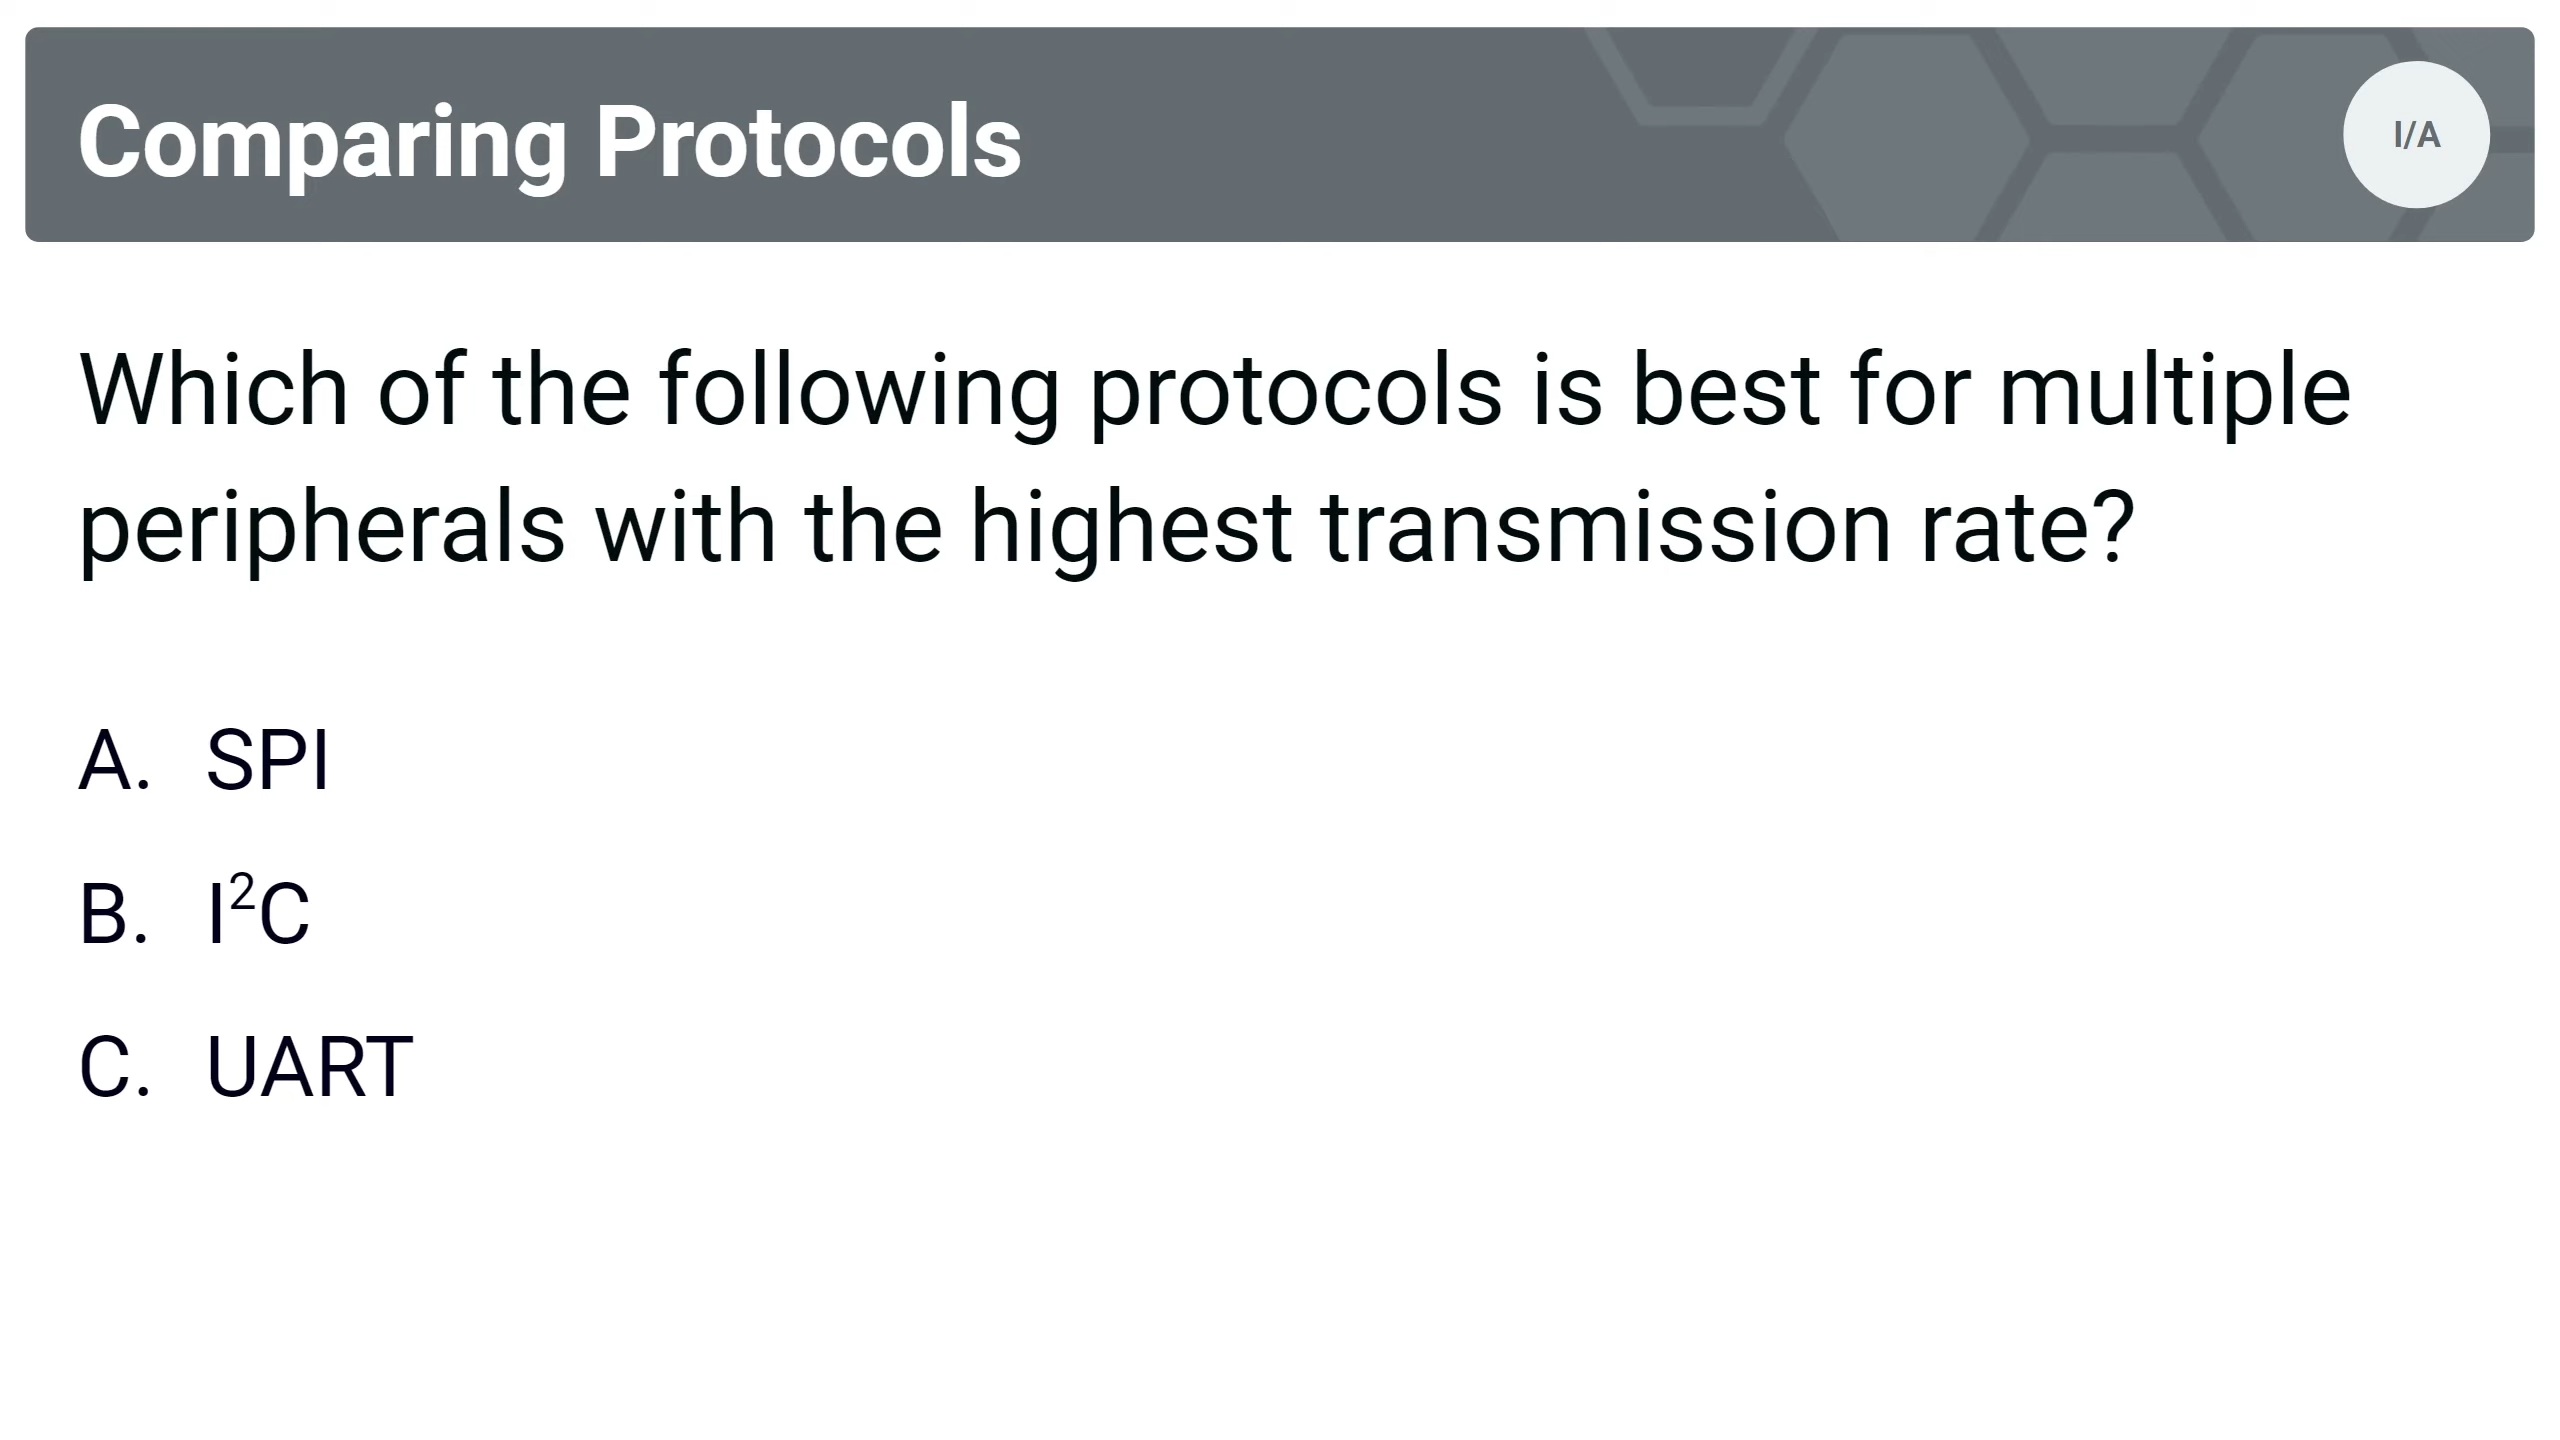 Comparing Protocols
I/A
Which of the following protocols is best for multiple
peripherals with the highest transmission rate?
A. SPI
B. I²C
C. UART